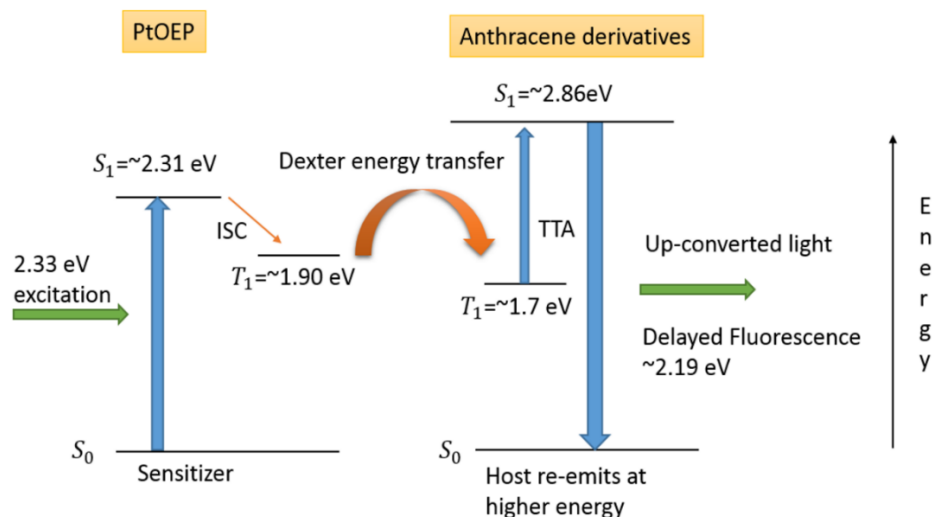 PtOEP
Anthracene derivatives
S₁=~2.86eV
S₁=~2.31 eV
Dexter energy transfer
ISC
TTA
2.33 eV
excitation
T₁=~1.90 eV
T₁=~1.7 eV
Up-converted light
Delayed Fluorescence
~2.19 eV
Energy
S₀
Sensitizer
S₀
Host re-emits at
higher energy